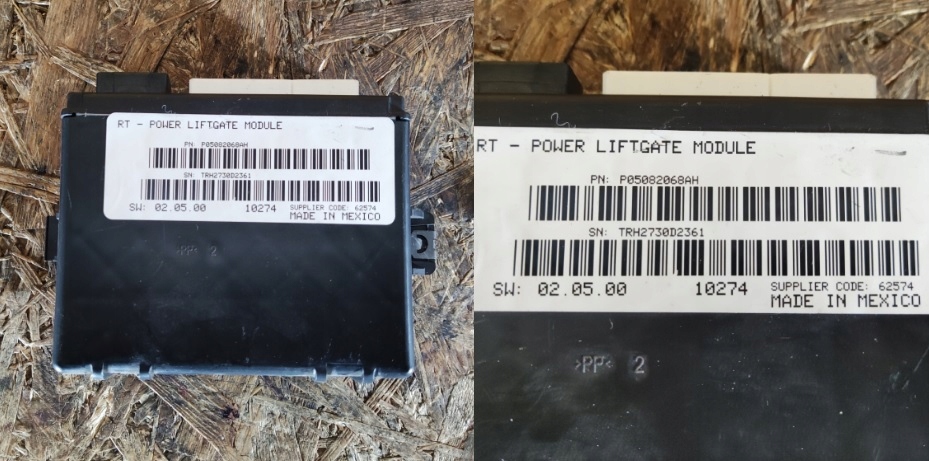 RT - POWER LIFTGATE MODULE
PN P05082068AH
SN: TRH2730D2361
SW: 02.05.00 10274 SUPPLIER CODE: 62574
MADE IN MEXICO
>PP< 2
RT - POWER LIFTGATE MODULE
PN: P05082068AH
SN: TRH2730D2361
SW: 02.05.00 10274 SUPPLIER CODE: 62574
MADE IN MEXICO
>PP< 2